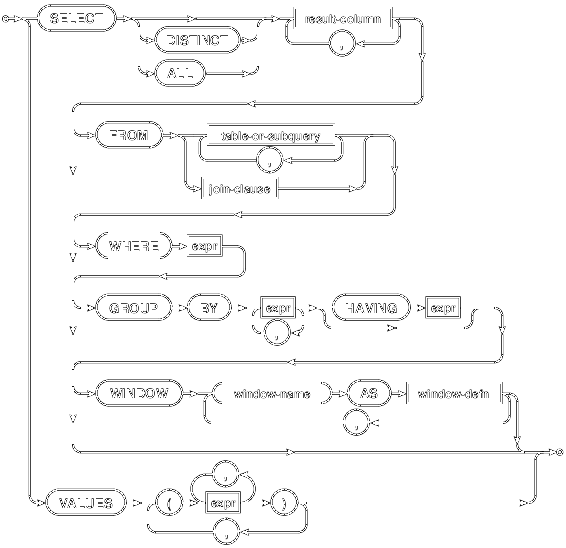 SELECT result-column
DISTINCT ,
ALL
FROM table-or-subquery
,
join-clause
WHERE expr
GROUP BY expr HAVING expr
,
WINDOW window-name AS window-defn
,
,
VALUES ( expr )
,